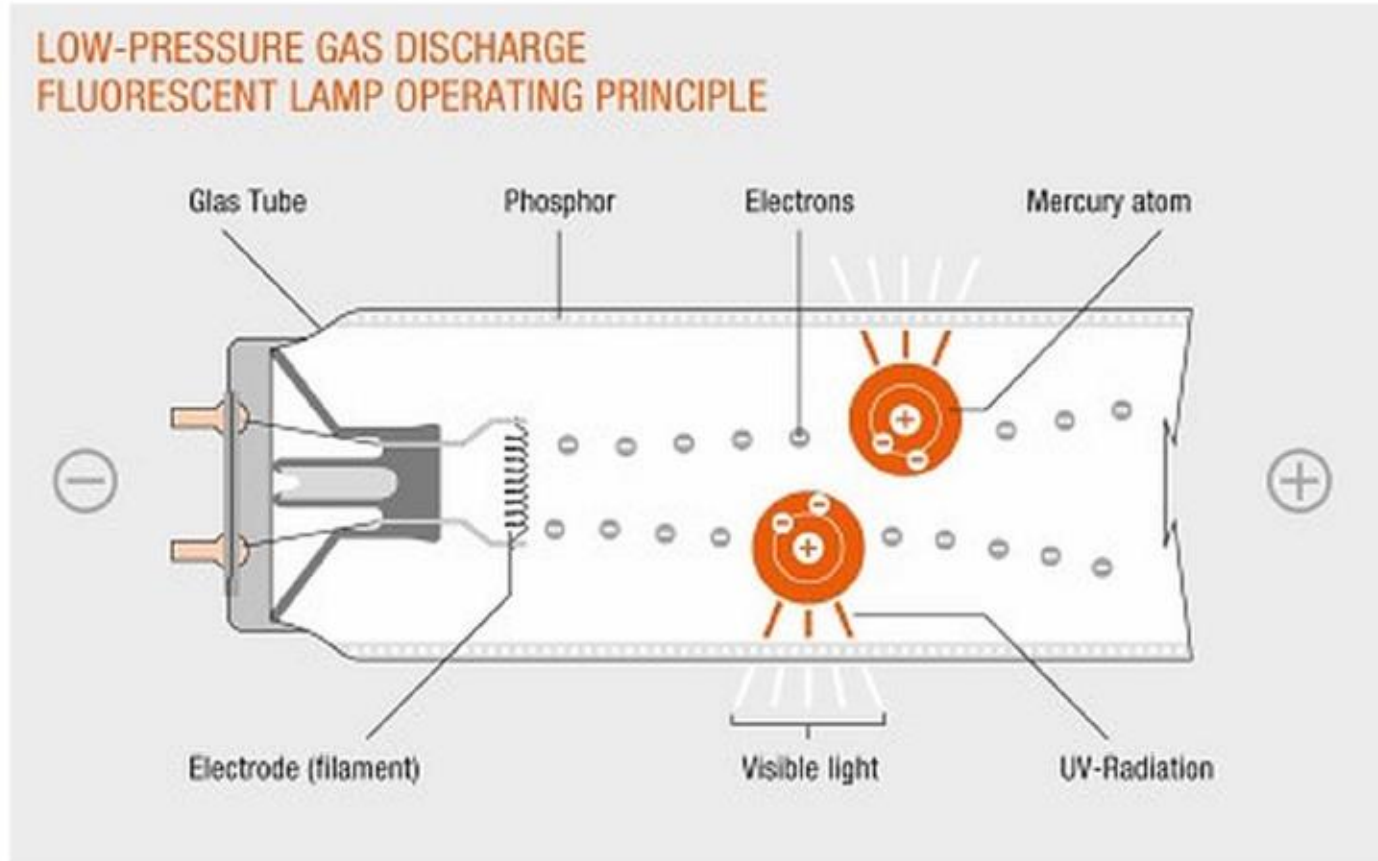 LOW-PRESSURE GAS DISCHARGE
FLUORESCENT LAMP OPERATING PRINCIPLE
Glas Tube
Phosphor
Electrons
Mercury atom
Electrode (filament)
Visible light
UV-Radiation